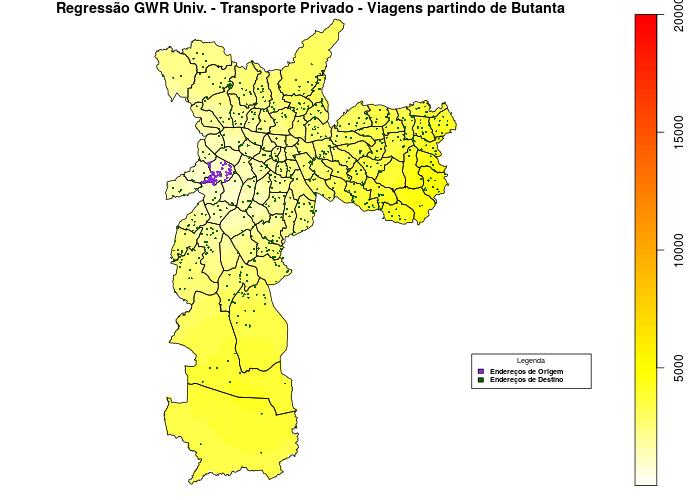 Regressão GWR Univ. - Transporte Privado - Viagens partindo de Butanta
20000
15000
10000
5000
Legenda
Endereços de Origem
Endereços de Destino